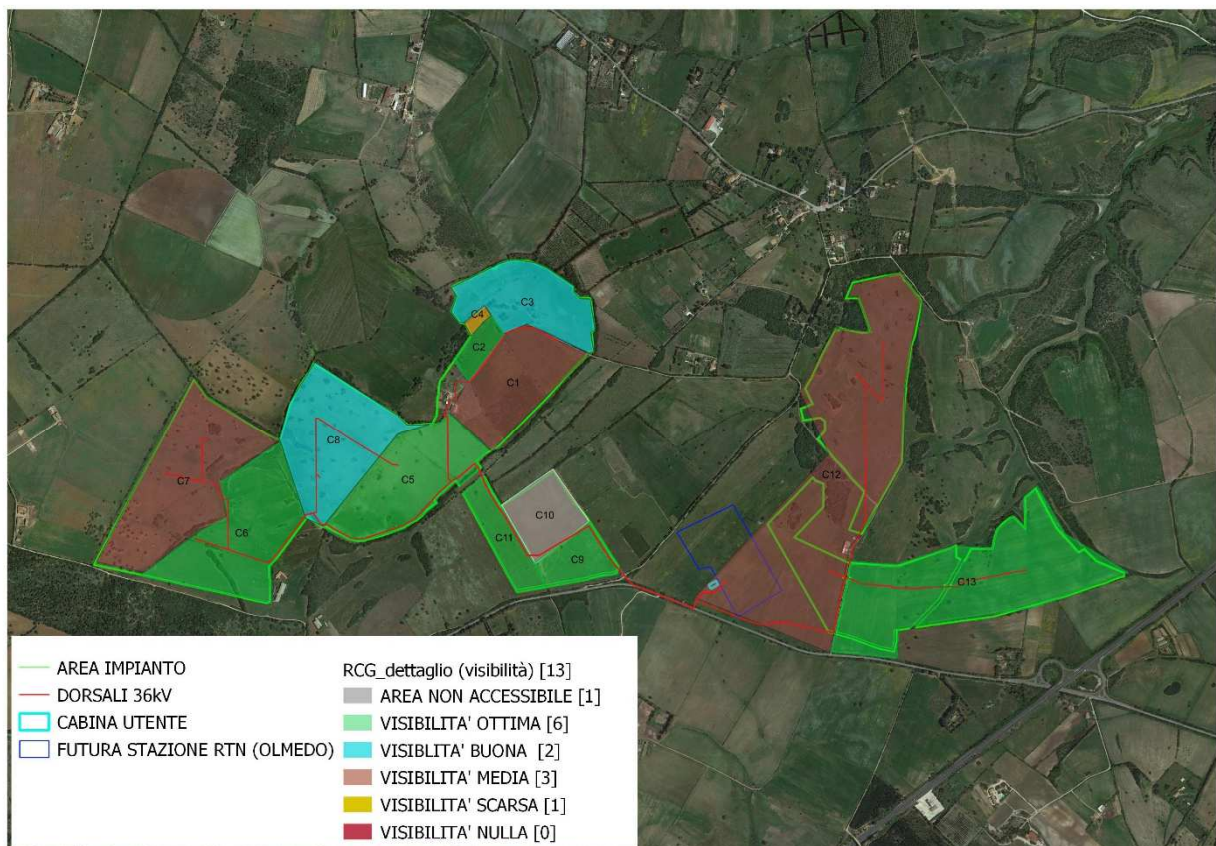 C3
C4
C2
C1
C8
C5
C7
C12
C6
C10
C11
C9
C13
AREA IMPIANTO
DORSALI 36kV
CABINA UTENTE
FUTURA STAZIONE RTN (OLMEDO)
RCG_dettaglio (visibilità) [13]
AREA NON ACCESSIBILE [1]
VISIBILITA' OTTIMA [6]
VISIBLITA' BUONA [2]
VISIBILITA' MEDIA [3]
VISIBILITA' SCARSA [1]
VISIBILITA' NULLA [0]